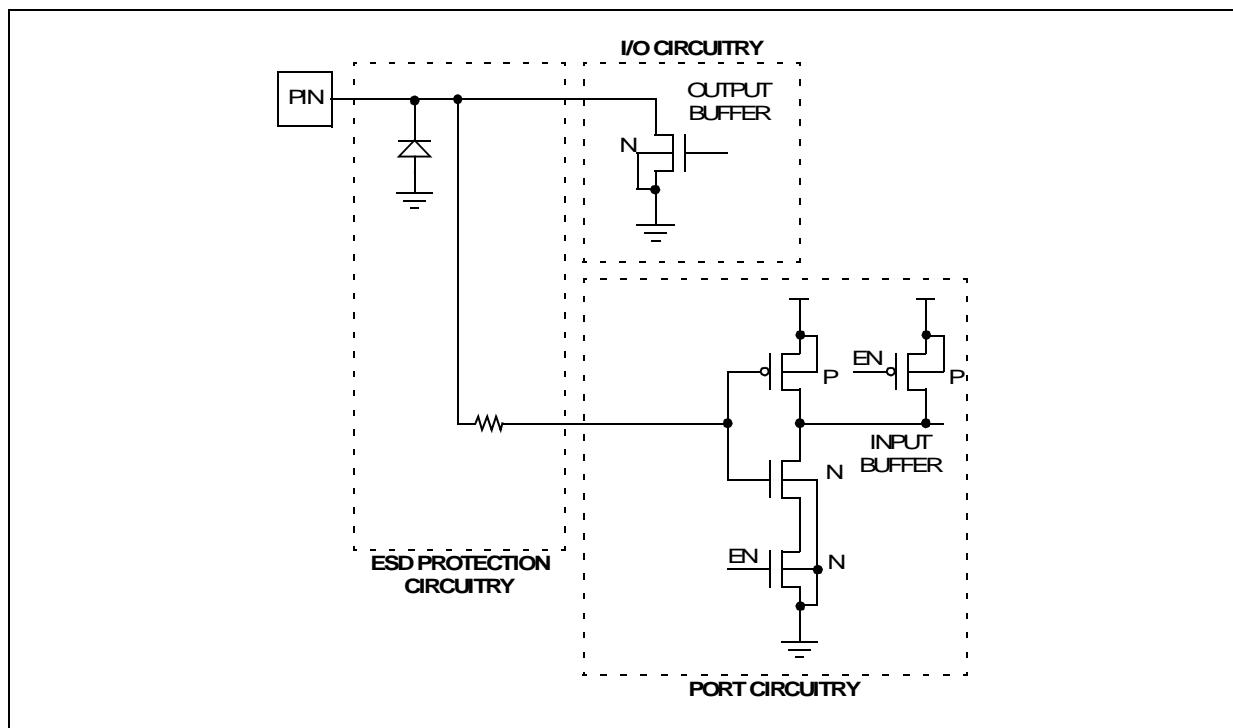 I/O CIRCUITRY
PIN
OUTPUT
BUFFER
N
EN
P
P
INPUT
BUFFER
N
EN
N
ESD PROTECTION
CIRCUITRY
PORT CIRCUITRY